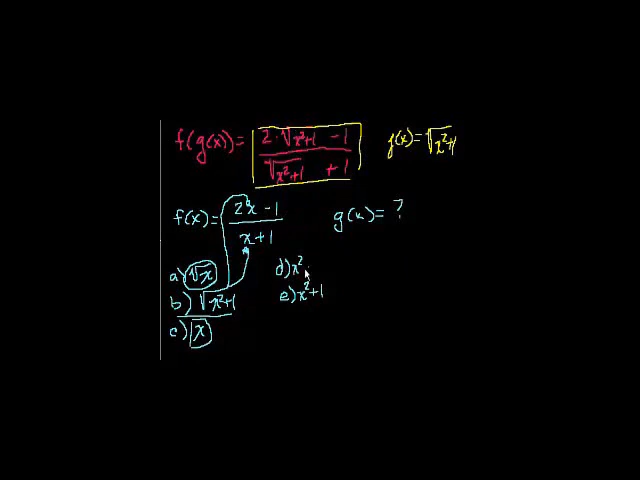 f(g(x)) = (2·√(x²+1) - 1)/(√(x²+1) + 1)
g(x) = √(x²+1)
f(x) = (2x - 1)/(x + 1)
g(x) = ?
a) √x
b) √(x²+1)
c) x
d) x²
e) x²+1